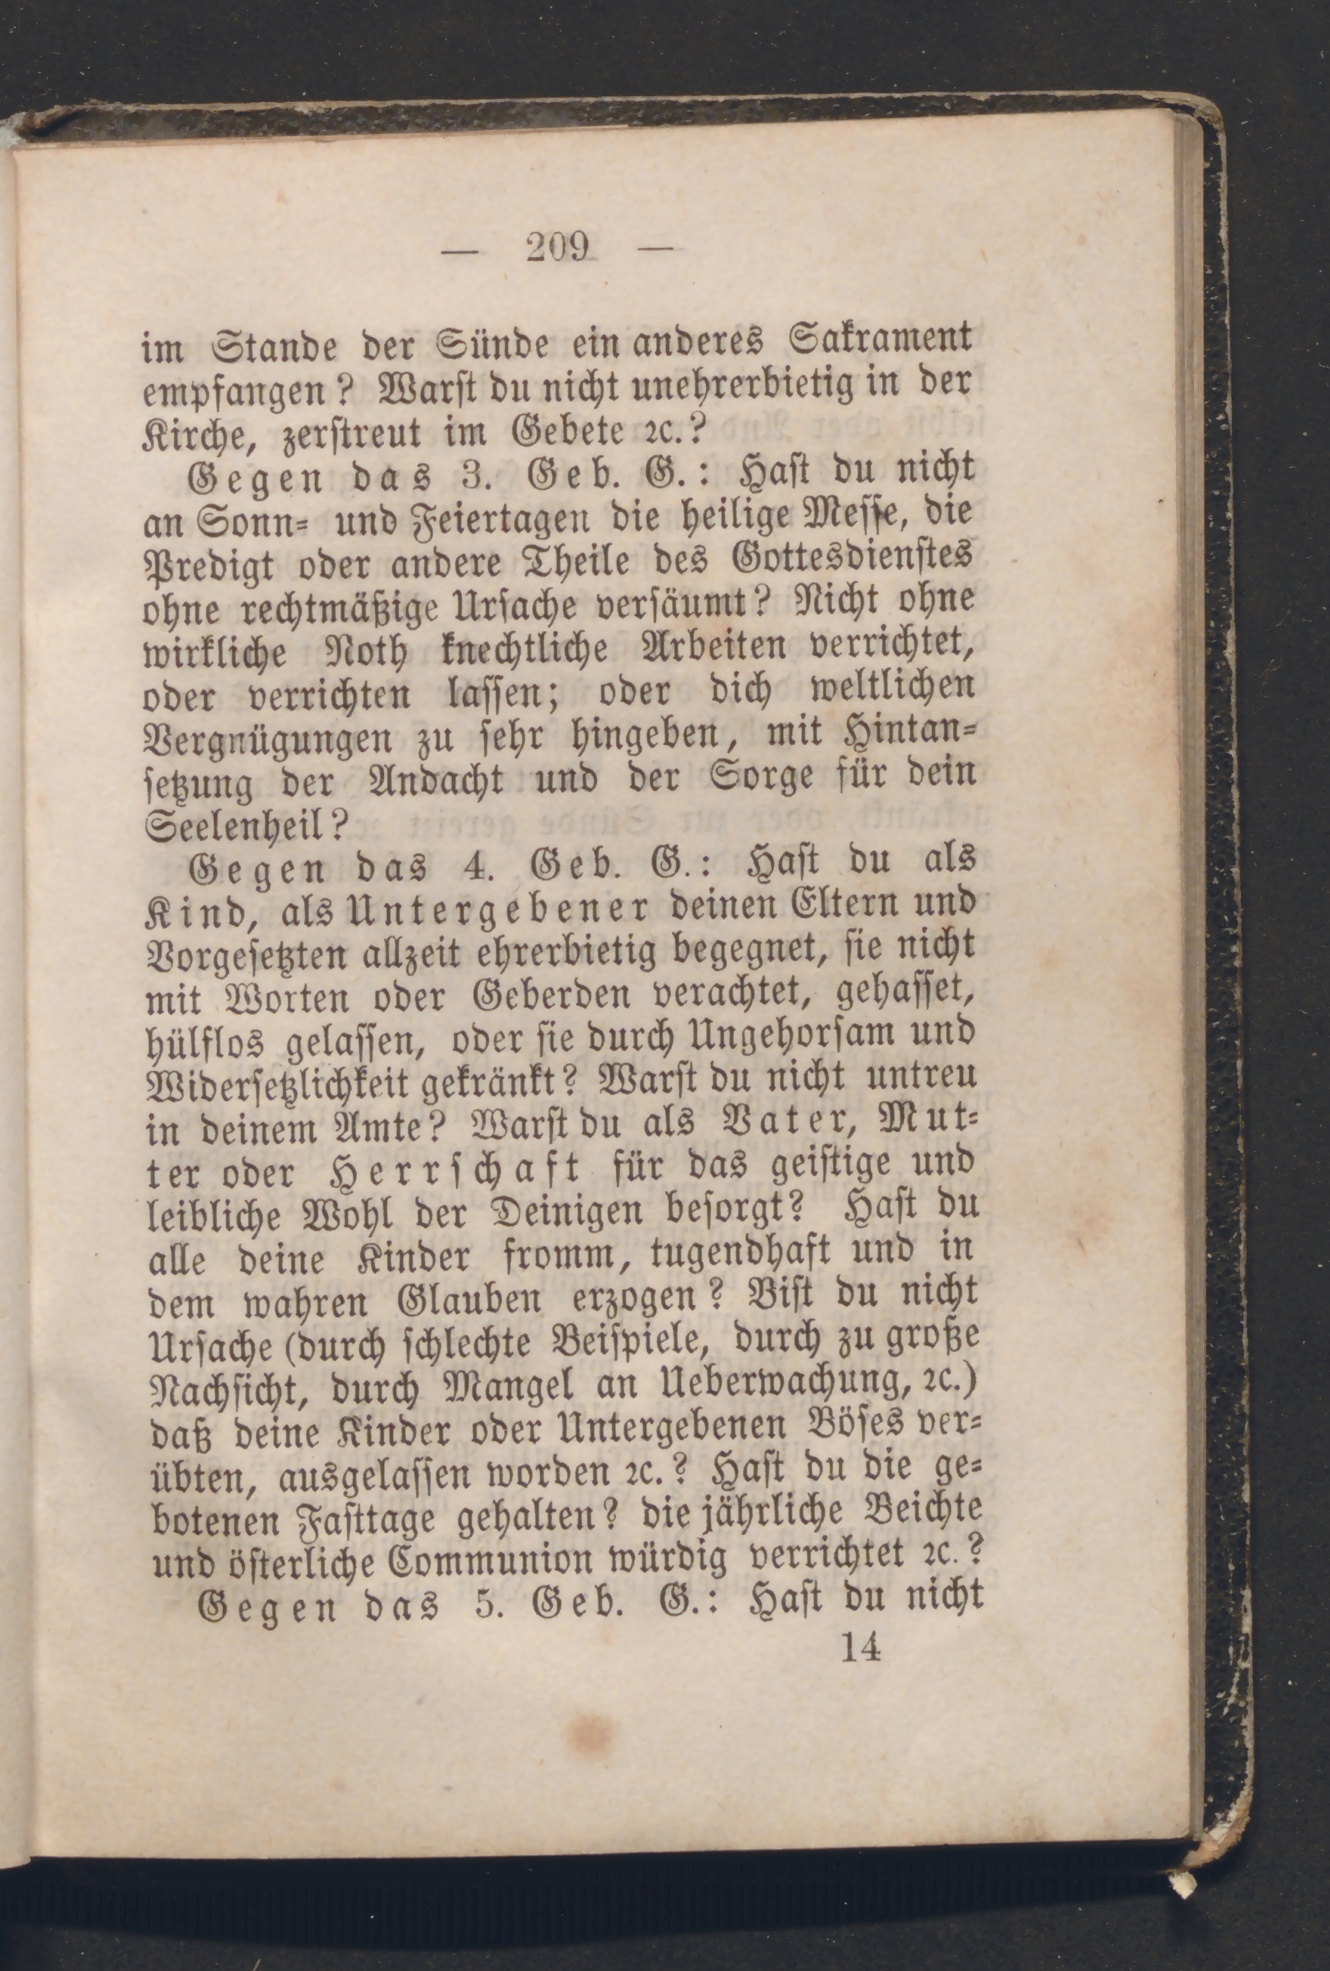 — 209 —
im Stande der Sünde ein anderes Sakrament
empfangen? Warst du nicht unehrerbietig in der
Kirche, zerstreut im Gebete ꝛc.?
Gegen das 3. Geb. G.: Hast du nicht
an Sonn- und Feiertagen die heilige Messe, die
Predigt oder andere Theile des Gottesdienstes
ohne rechtmäßige Ursache versäumt? Nicht ohne
wirkliche Noth knechtliche Arbeiten verrichtet,
oder verrichten lassen; oder dich weltlichen
Vergnügungen zu sehr hingeben, mit Hintan-
setzung der Andacht und der Sorge für dein
Seelenheil?
Gegen das 4. Geb. G.: Hast du als
Kind, als Untergebener deinen Eltern und
Vorgesetzten allzeit ehrerbietig begegnet, sie nicht
mit Worten oder Geberden verachtet, gehasset,
hülflos gelassen, oder sie durch Ungehorsam und
Widersetzlichkeit gekränkt? Warst du nicht untreu
in deinem Amte? Warst du als Vater, Mut-
ter oder Herrschaft für das geistige und
leibliche Wohl der Deinigen besorgt? Hast du
alle deine Kinder fromm, tugendhaft und in
dem wahren Glauben erzogen? Bist du nicht
Ursache (durch schlechte Beispiele, durch zu große
Nachsicht, durch Mangel an Ueberwachung, ꝛc.)
daß deine Kinder oder Untergebenen Böses ver-
übten, ausgelassen worden ꝛc.? Hast du die ge-
botenen Fasttage gehalten? die jährliche Beichte
und österliche Communion würdig verrichtet ꝛc.?
Gegen das 5. Geb. G.: Hast du nicht
14